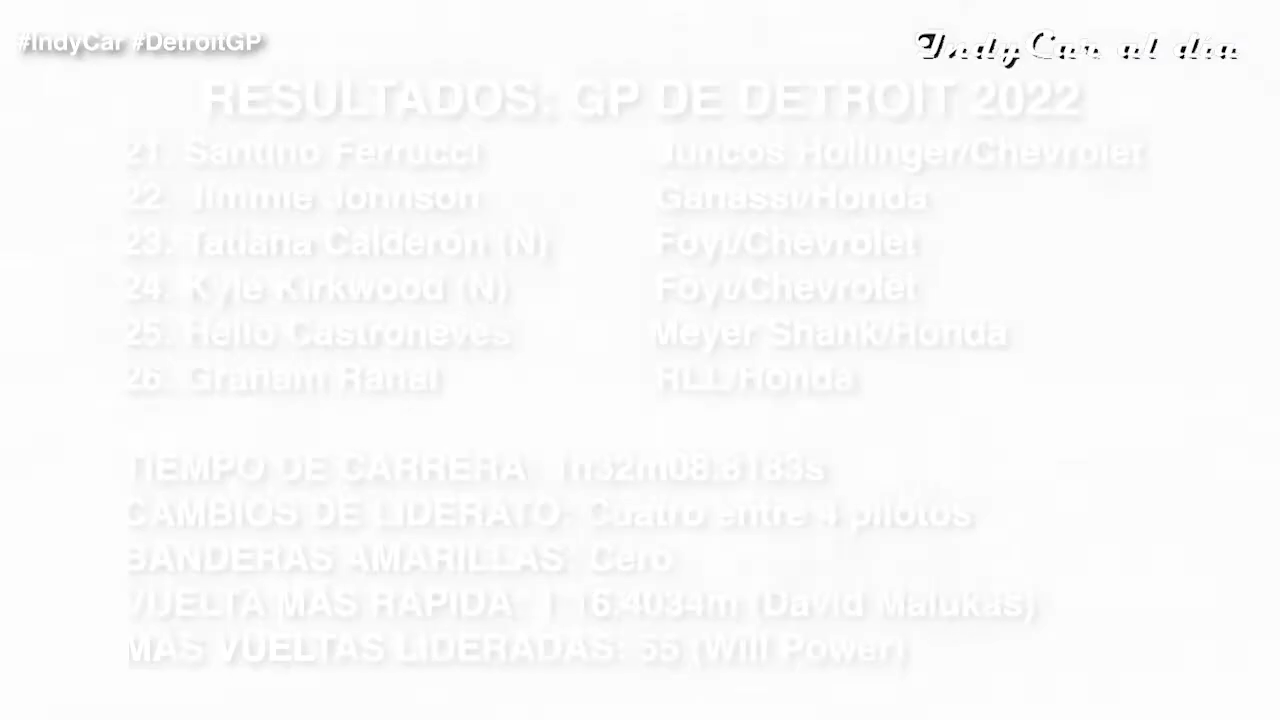 #IndyCar #DetroitGP
IndyCar al día
RESULTADOS: GP DE DETROIT 2022
21. Santino Ferrucci Juncos Hollinger/Chevrolet
22. Jimmie Johnson Ganassi/Honda
23. Tatiana Calderón (N) Foyt/Chevrolet
24. Kyle Kirkwood (N) Foyt/Chevrolet
25. Helio Castroneves Meyer Shank/Honda
26. Graham Rahal RLL/Honda
TIEMPO DE CARRERA: 1h32m08.8183s
CAMBIOS DE LIDERATO: Cuatro entre 4 pilotos
BANDERAS AMARILLAS: Cero
VUELTA MÁS RÁPIDA: 1:16.4034m (David Malukas)
MÁS VUELTAS LIDERADAS: 55 (Will Power)